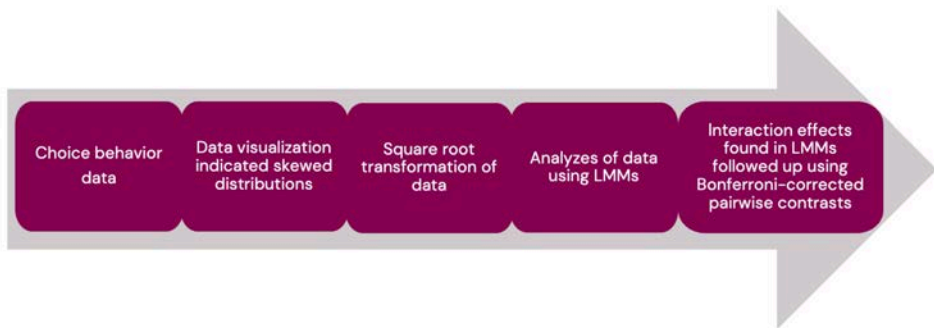 Choice behavior
data
Data visualization
indicated skewed
distributions
Square root
transformation of
data
Analyzes of data
using LMMs
Interaction effects
found in LMMs
followed up using
Bonferroni-corrected
pairwise contrasts